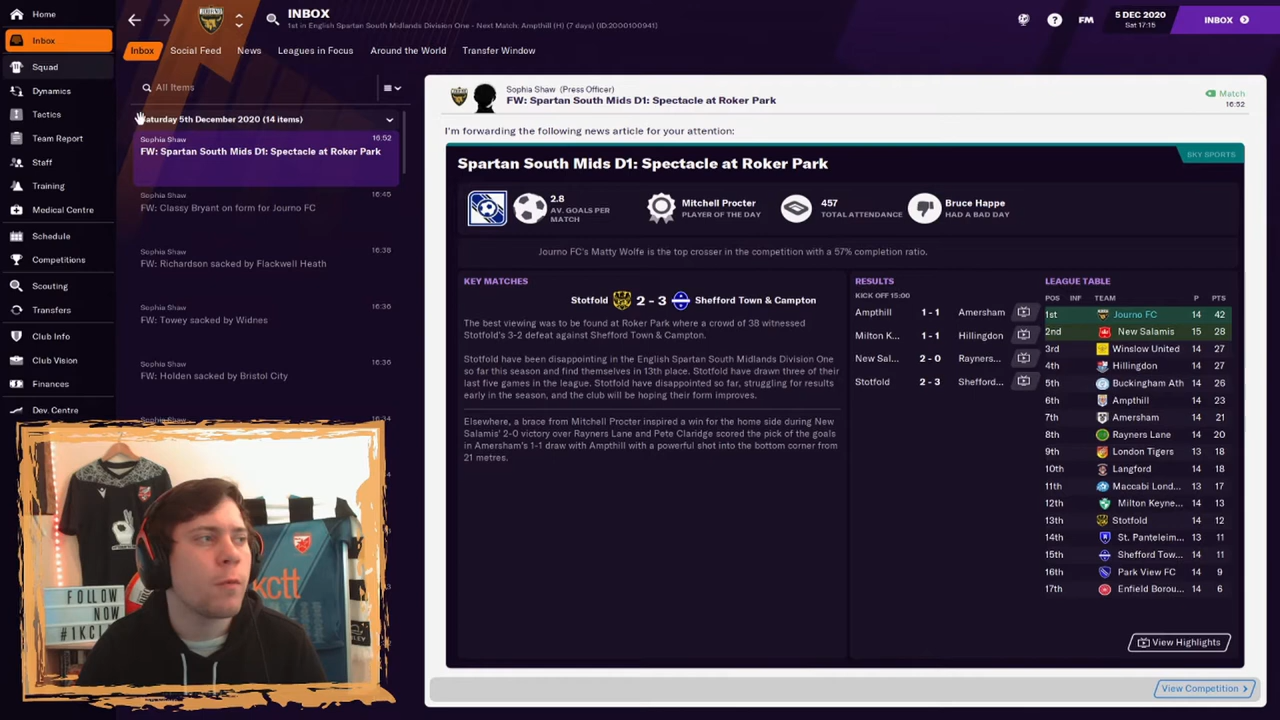 Home
Inbox
Squad
Dynamics
Tactics
Team Report
Staff
Training
Medical Centre
Schedule
Competitions
Scouting
Transfers
Club Info
Club Vision
Finances
Dev. Centre
INBOX
1st in English Spartan South Midlands Division One - Next Match: Ampthill (H) (7 days) (ID:2000100941)
FM
5 DEC 2020
Sat 17:15
INBOX
Inbox
Social Feed
News
Leagues in Focus
Around the World
Transfer Window
All Items
Saturday 5th December 2020 (14 items)
Sophia Shaw 16:52
FW: Spartan South Mids D1: Spectacle at Roker Park
Sophia Shaw 16:45
FW: Classy Bryant on form for Journo FC
Sophia Shaw 16:38
FW: Richardson sacked by Flackwell Heath
Sophia Shaw 16:36
FW: Towey sacked by Widnes
Sophia Shaw 16:36
FW: Holden sacked by Bristol City
Sophia Shaw 16:34
Sophia Shaw (Press Officer)
FW: Spartan South Mids D1: Spectacle at Roker Park
Match
16:52
I'm forwarding the following news article for your attention:
Spartan South Mids D1: Spectacle at Roker Park
SKY SPORTS
2.8
AV. GOALS PER
MATCH
Mitchell Procter
PLAYER OF THE DAY
457
TOTAL ATTENDANCE
Bruce Happe
HAD A BAD DAY
Journo FC's Matty Wolfe is the top crosser in the competition with a 57% completion ratio.
KEY MATCHES
Stotfold 2 - 3 Shefford Town & Campton
The best viewing was to be found at Roker Park where a crowd of 38 witnessed
Stotfold's 3-2 defeat against Shefford Town & Campton.
Stotfold have been disappointing in the English Spartan South Midlands Division One
so far this season and find themselves in 13th place. Stotfold have drawn three of their
last five games in the league. Stotfold have disappointed so far, struggling for results
early in the season, and the club will be hoping their form improves.
Elsewhere, a brace from Mitchell Procter inspired a win for the home side during New
Salamis' 2-0 victory over Rayners Lane and Pete Claridge scored the pick of the goals
in Amersham's 1-1 draw with Ampthill with a powerful shot into the bottom corner from
21 metres.
RESULTS
KICK OFF 15:00
Ampthill 1 - 1 Amersham
Milton K... 1 - 1 Hillingdon
New Sal... 2 - 0 Rayners...
Stotfold 2 - 3 Shefford...
LEAGUE TABLE
POS INF TEAM P PTS
1st Journo FC 14 42
2nd New Salamis 15 28
3rd Winslow United 14 27
4th Hillingdon 14 27
5th Buckingham Ath 14 26
6th Ampthill 14 23
7th Amersham 14 21
8th Rayners Lane 14 20
9th London Tigers 13 18
10th Langford 14 18
11th Maccabi Lond... 13 17
12th Milton Keyne... 14 13
13th Stotfold 14 12
14th St. Panteleim... 13 11
15th Shefford Tow... 14 11
16th Park View FC 14 9
17th Enfield Borou... 14 6
View Highlights
View Competition >
FOLLOW
NOW
#1KCL
kctt